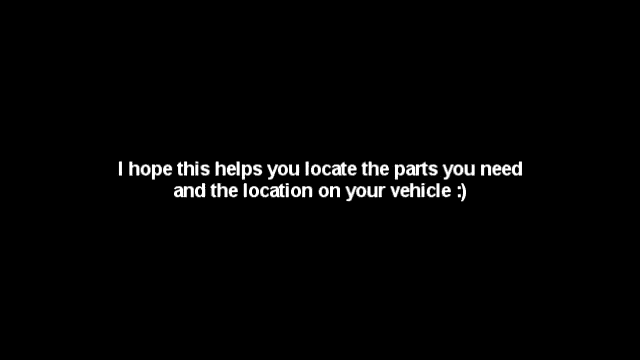 I hope this helps you locate the parts you need
and the location on your vehicle :)